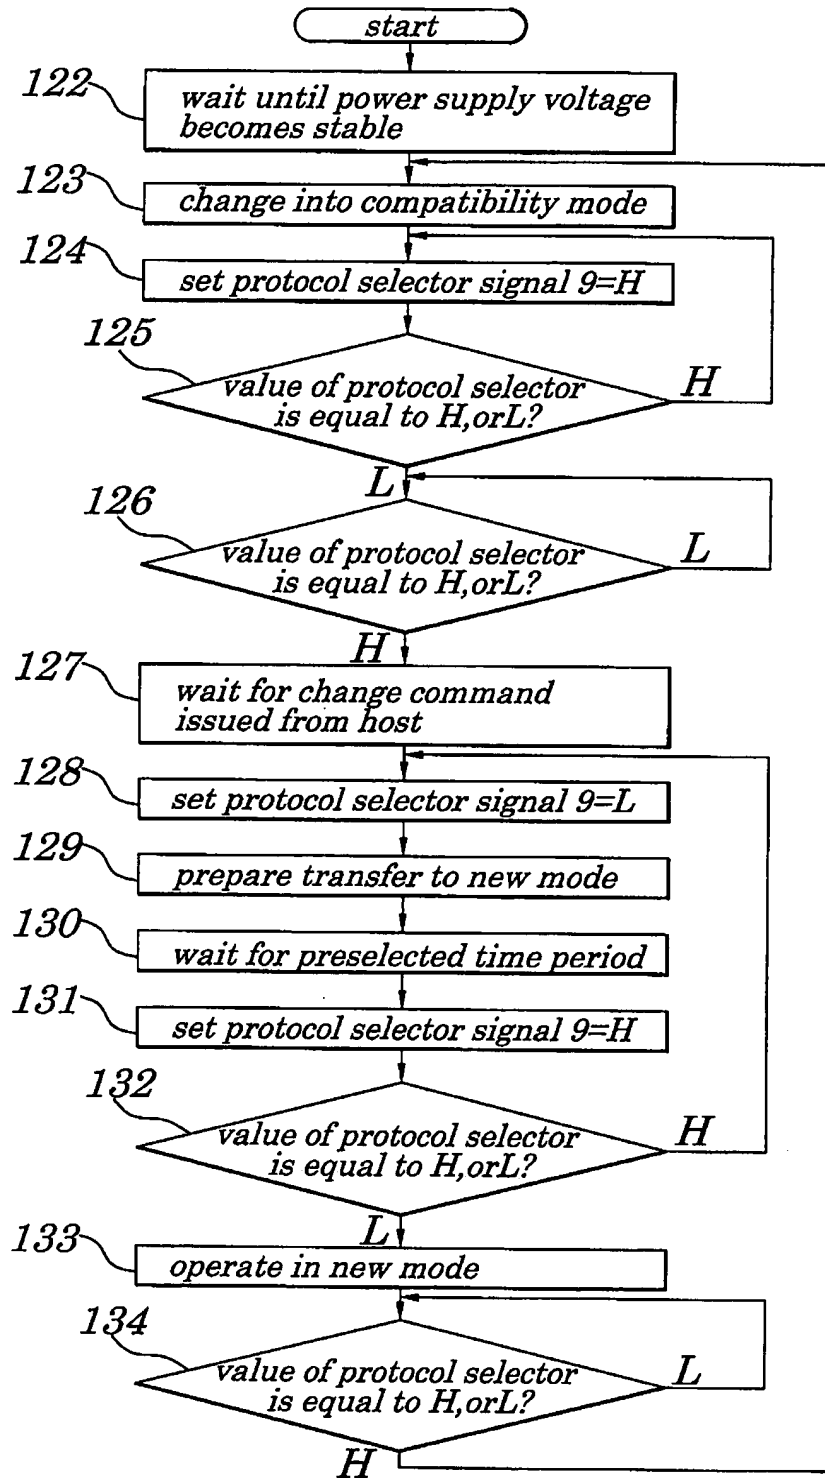 start
122
wait until power supply voltage
becomes stable
123
change into compatibility mode
124
set protocol selector signal 9=H
125
value of protocol selector
is equal to H,orL?
H
L
126
value of protocol selector
is equal to H,orL?
L
H
127
wait for change command
issued from host
128
set protocol selector signal 9=L
129
prepare transfer to new mode
130
wait for preselected time period
131
set protocol selector signal 9=H
132
value of protocol selector
is equal to H,orL?
H
L
133
operate in new mode
134
value of protocol selector
is equal to H,orL?
L
H